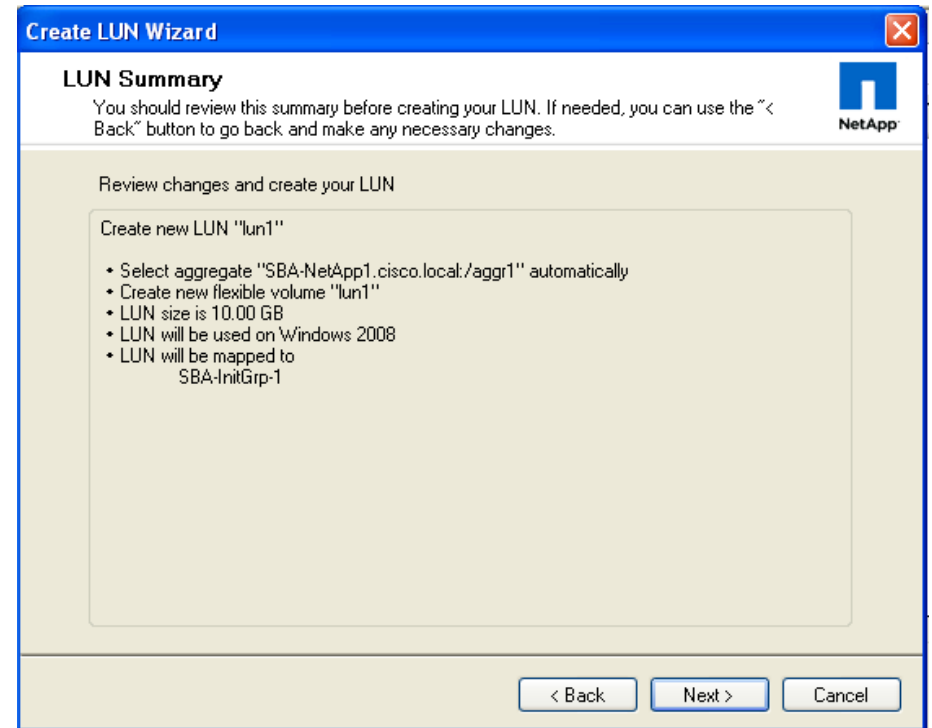 Create LUN Wizard
LUN Summary
You should review this summary before creating your LUN. If needed, you can use the "<
Back" button to go back and make any necessary changes.
NetApp
Review changes and create your LUN
Create new LUN "lun1"
• Select aggregate "SBA-NetApp1.cisco.local:/aggr1" automatically
• Create new flexible volume "lun1"
• LUN size is 10.00 GB
• LUN will be used on Windows 2008
• LUN will be mapped to
SBA-InitGrp-1
< Back
Next >
Cancel